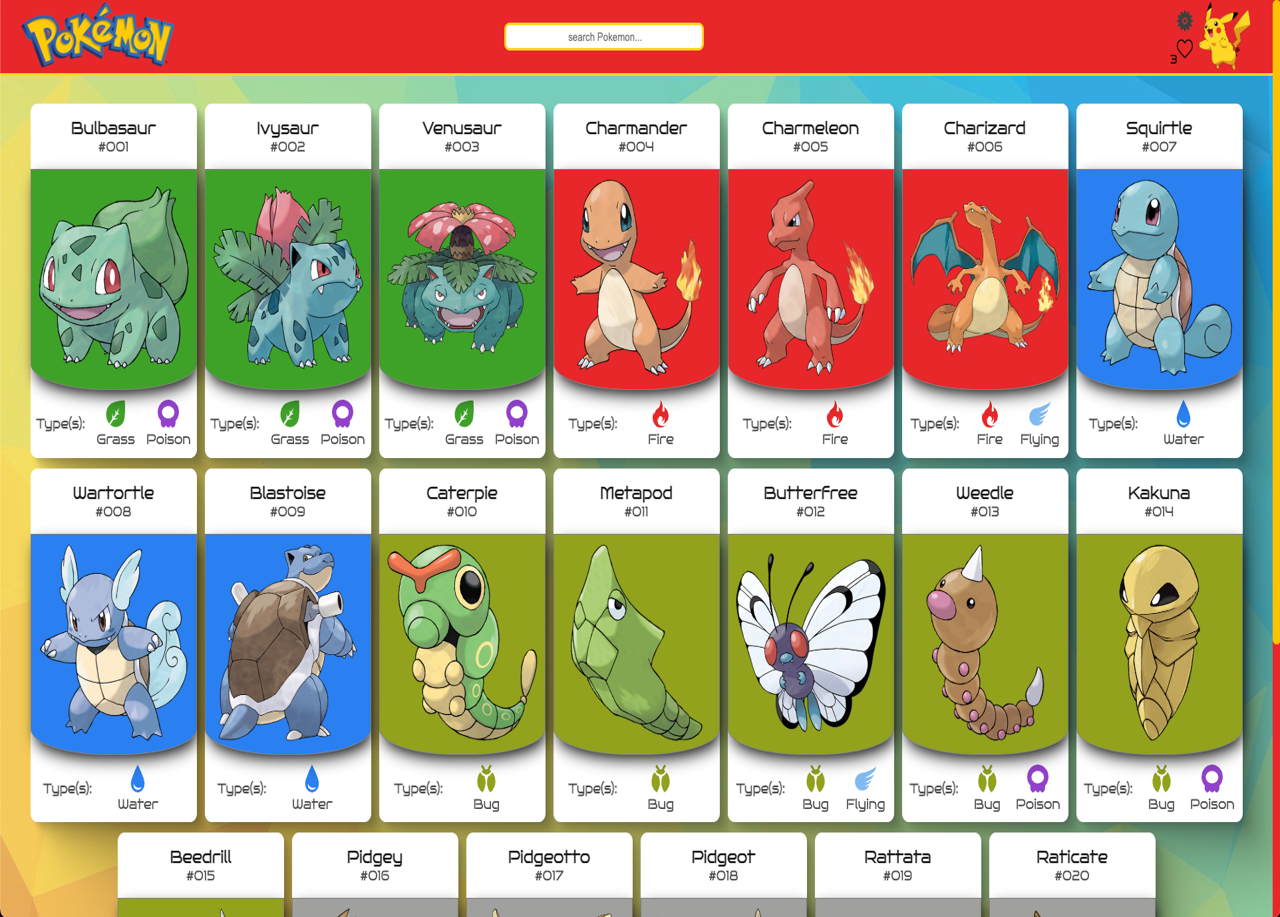 POKéMON
search Pokemon...
3
Bulbasaur
#001
Ivysaur
#002
Venusaur
#003
Charmander
#004
Charmeleon
#005
Charizard
#006
Squirtle
#007
Type(s): Grass Poison
Type(s): Grass Poison
Type(s): Grass Poison
Type(s): Fire
Type(s): Fire
Type(s): Fire Flying
Type(s): Water
Wartortle
#008
Blastoise
#009
Caterpie
#010
Metapod
#011
Butterfree
#012
Weedle
#013
Kakuna
#014
Type(s): Water
Type(s): Water
Type(s): Bug
Type(s): Bug
Type(s): Bug Flying
Type(s): Bug Poison
Type(s): Bug Poison
Beedrill
#015
Pidgey
#016
Pidgeotto
#017
Pidgeot
#018
Rattata
#019
Raticate
#020